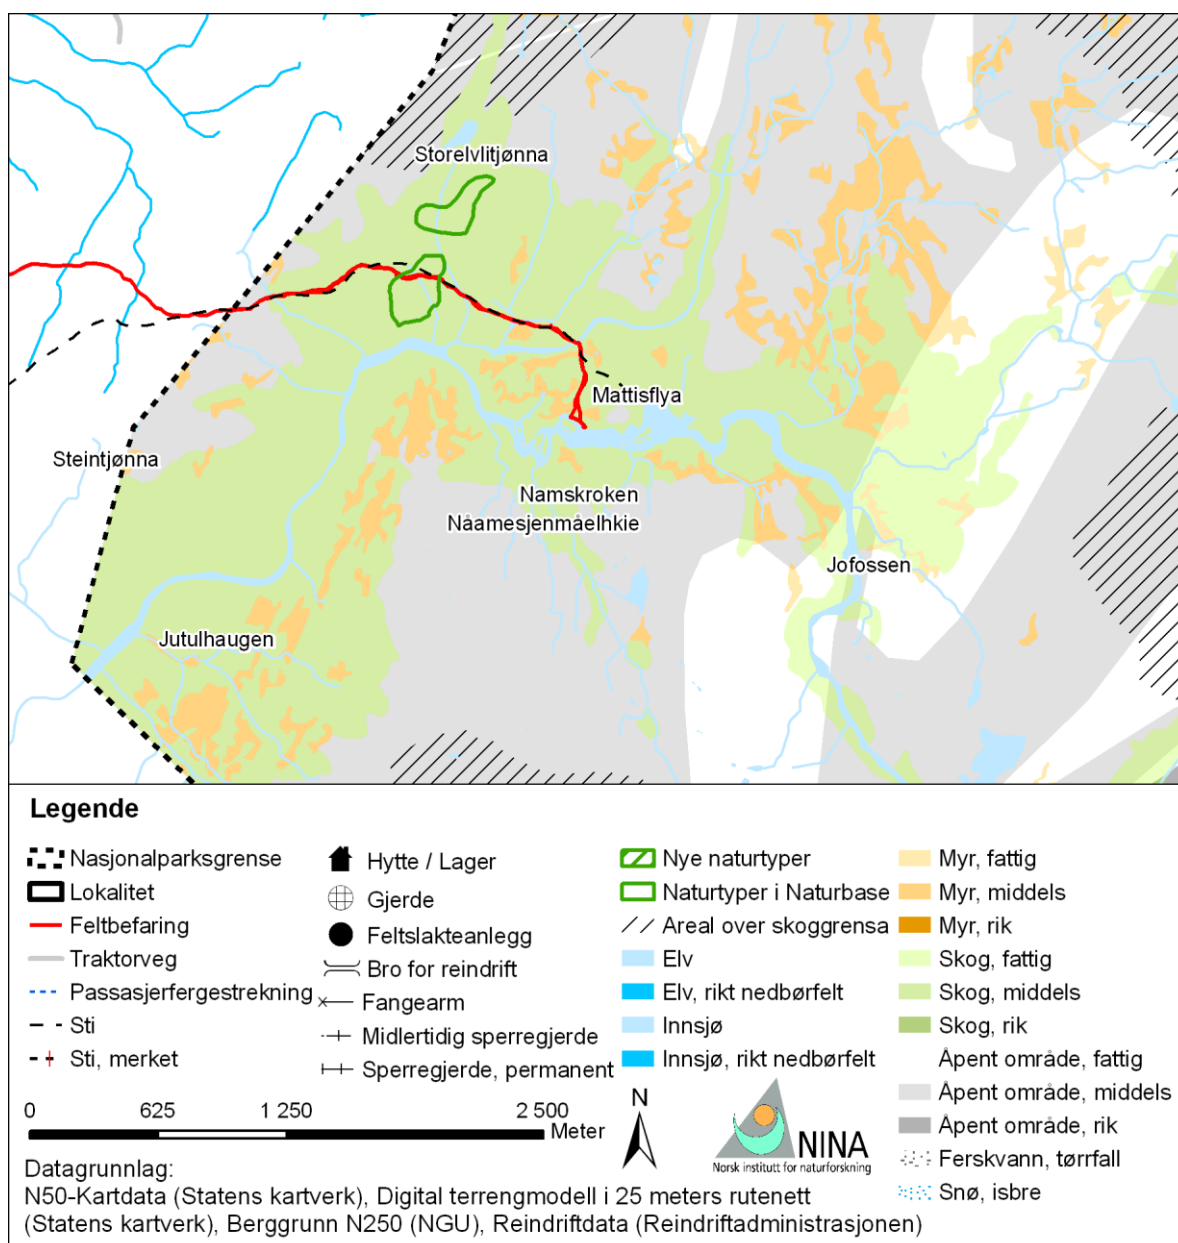 Storelvlitjønna
Mattisflya
Steintjønna
Namskroken
Nåamesjenmåelhkie
Jofossen
Jutulhaugen
Legende
Nasjonalparksgrense
Lokalitet
Feltbefaring
Traktorveg
Passasjerfergestrekning
Sti
Sti, merket
Hytte / Lager
Gjerde
Feltslakteanlegg
Bro for reindrift
Fangearm
Midlertidig sperregjerde
Sperregjerde, permanent
Nye naturtyper
Naturtyper i Naturbase
Areal over skoggrensa
Elv
Elv, rikt nedbørfelt
Innsjø
Innsjø, rikt nedbørfelt
Myr, fattig
Myr, middels
Myr, rik
Skog, fattig
Skog, middels
Skog, rik
Åpent område, fattig
Åpent område, middels
Åpent område, rik
Ferskvann, tørrfall
Snø, isbre
0 625 1 250 2 500
Meter
N
NINA
Norsk institutt for naturforskning
Datagrunnlag:
N50-Kartdata (Statens kartverk), Digital terrengmodell i 25 meters rutenett
(Statens kartverk), Berggrunn N250 (NGU), Reindriftdata (Reindriftadministrasjonen)